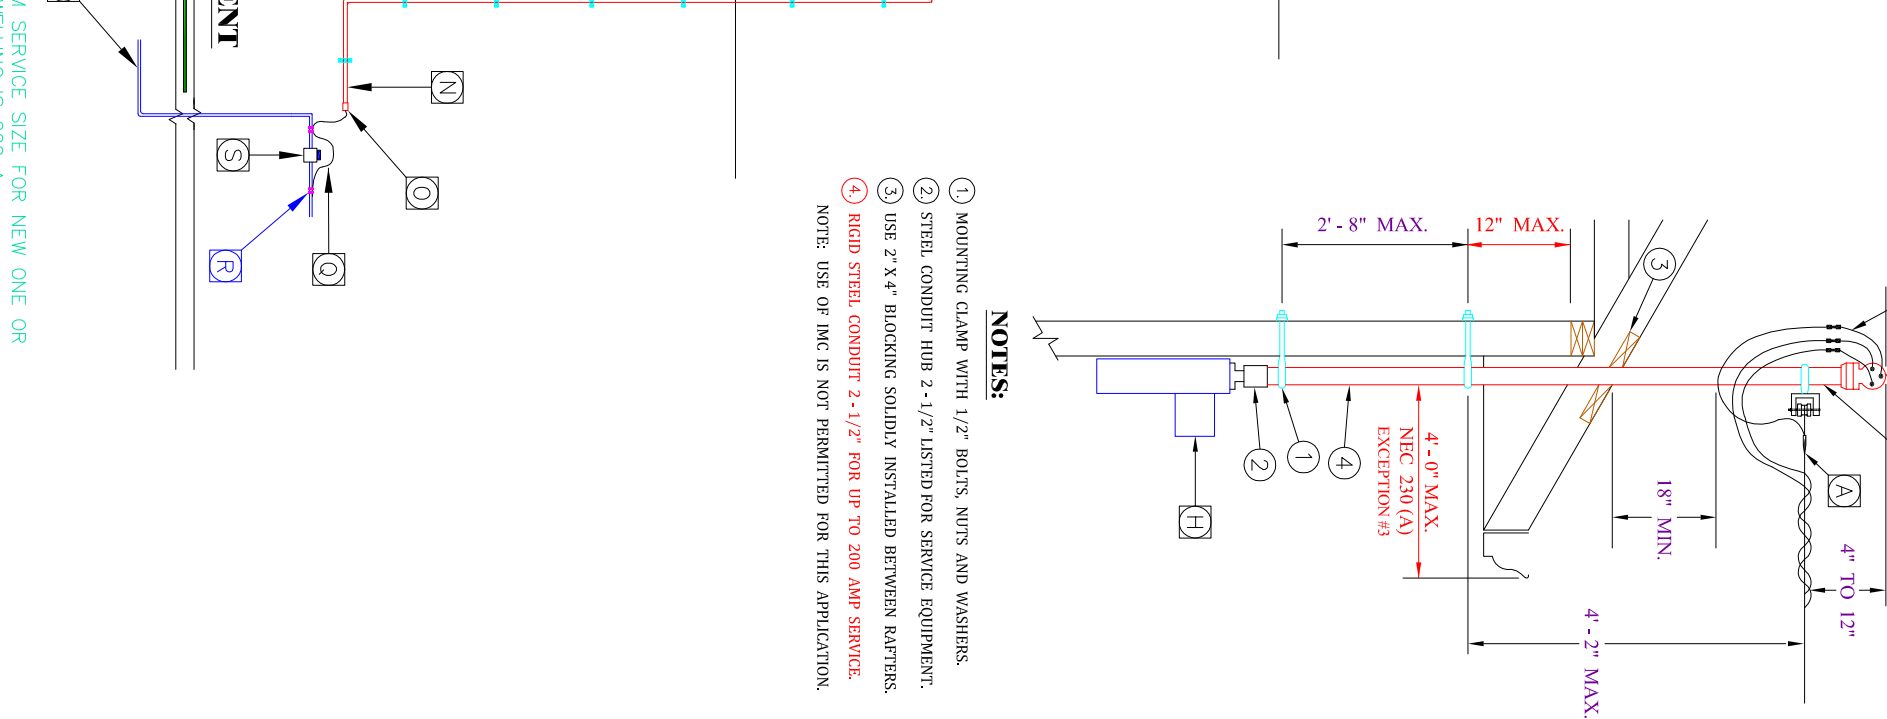 NOTES:
1. MOUNTING CLAMP WITH 1/2" BOLTS, NUTS AND WASHERS.
2. STEEL CONDUIT HUB 2 - 1/2" LISTED FOR SERVICE EQUIPMENT.
3. USE 2" X 4" BLOCKING SOLIDLY INSTALLED BETWEEN RAFTERS.
4. RIGID STEEL CONDUIT 2 - 1/2" FOR UP TO 200 AMP SERVICE.
NOTE: USE OF IMC IS NOT PERMITTED FOR THIS APPLICATION.
2' - 8" MAX.
12" MAX.
3
A
4" TO 12"
18" MIN.
4' - 2" MAX.
4' - 0" MAX.
NEC 230 (A)
EXCEPTION #3
4
1
2
H
N
O
S
Q
R
ENT
M SERVICE SIZE FOR NEW ONE OR